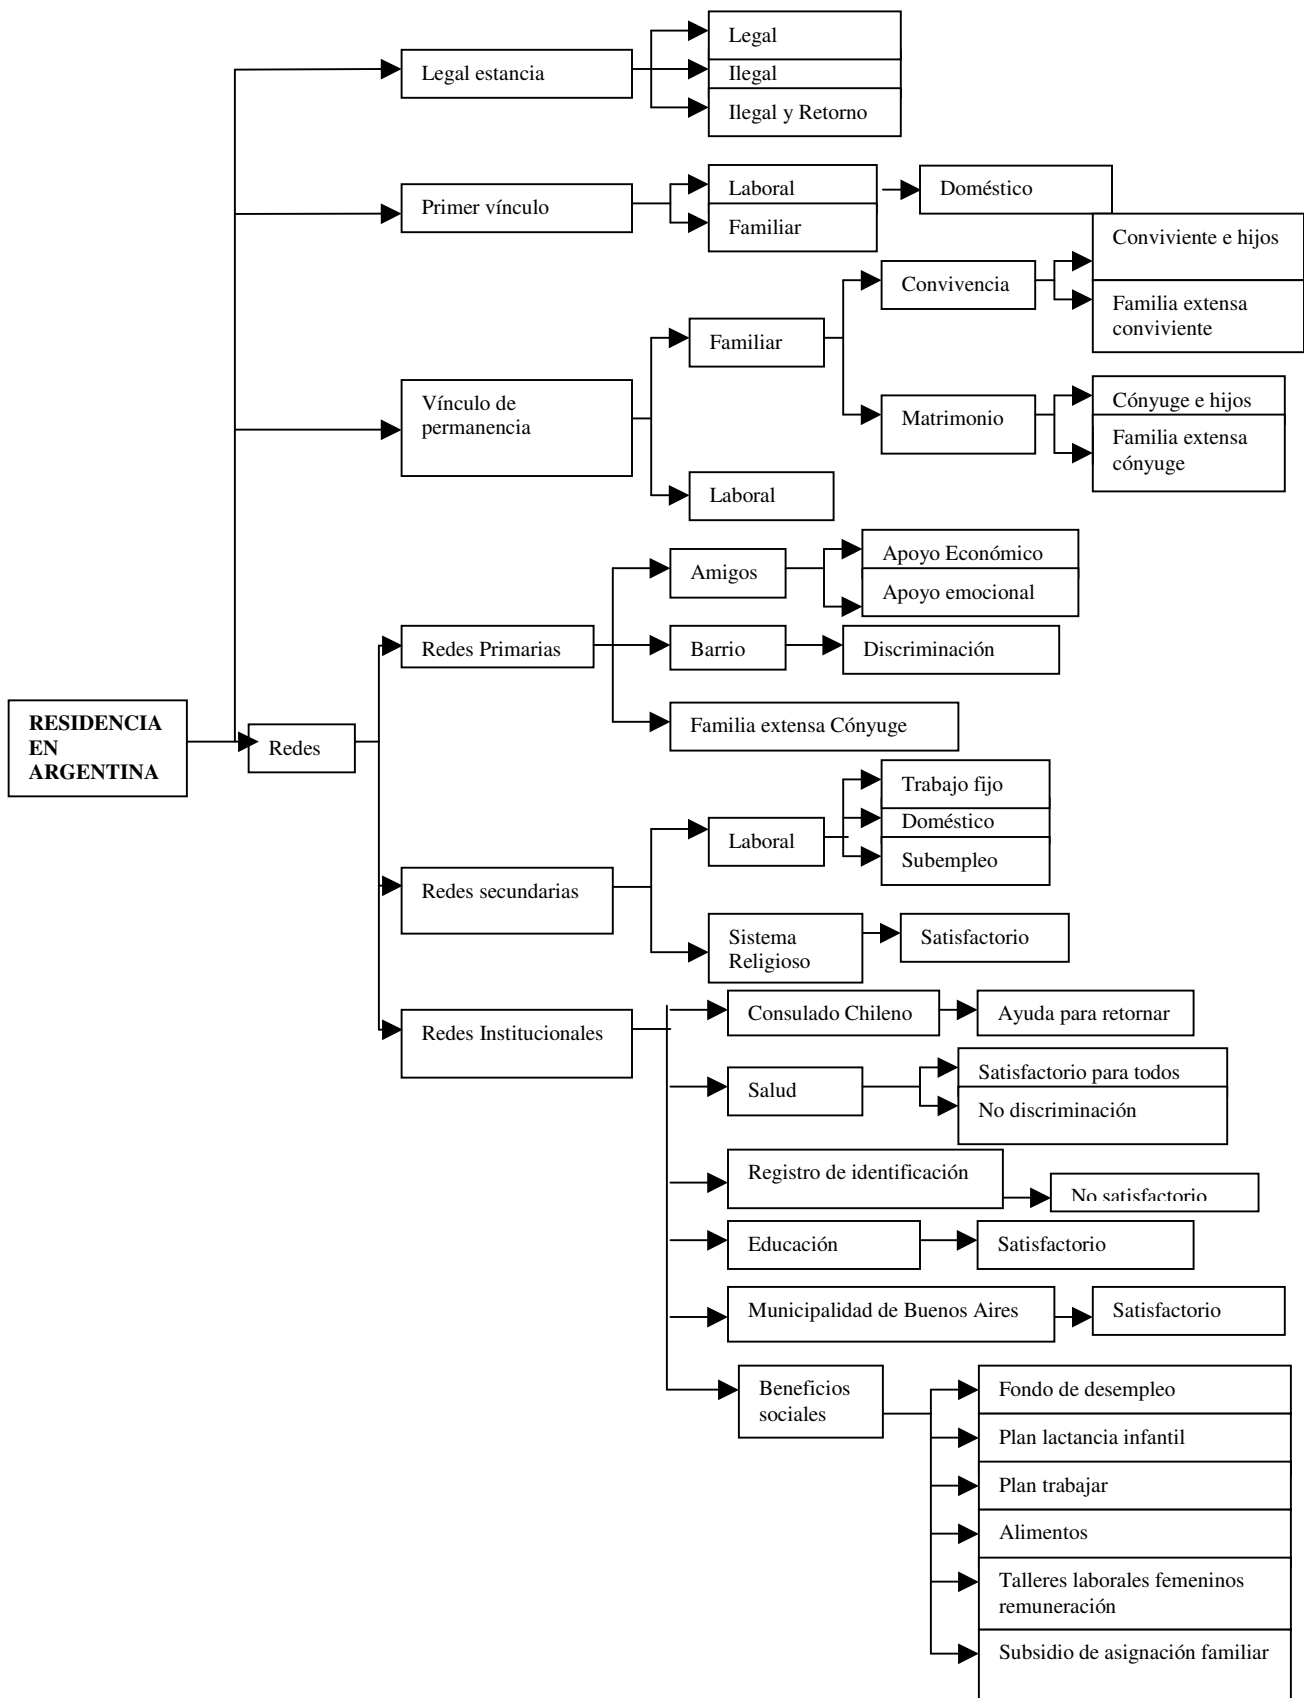 Legal
Legal estancia
Ilegal
Ilegal y Retorno
Primer vínculo
Laboral
Doméstico
Familiar
Conviviente e hijos
Convivencia
Familia extensa
conviviente
Familiar
Vínculo de
permanencia
Matrimonio
Cónyuge e hijos
Familia extensa
cónyuge
Laboral
Amigos
Apoyo Económico
Apoyo emocional
Redes Primarias
Barrio
Discriminación
Familia extensa Cónyuge
RESIDENCIA
EN
ARGENTINA
Redes
Trabajo fijo
Laboral
Doméstico
Subempleo
Redes secundarias
Sistema
Religioso
Satisfactorio
Redes Institucionales
Consulado Chileno
Ayuda para retornar
Salud
Satisfactorio para todos
No discriminación
Registro de identificación
No satisfactorio
Educación
Satisfactorio
Municipalidad de Buenos Aires
Satisfactorio
Beneficios
sociales
Fondo de desempleo
Plan lactancia infantil
Plan trabajar
Alimentos
Talleres laborales femeninos
remuneración
Subsidio de asignación familiar